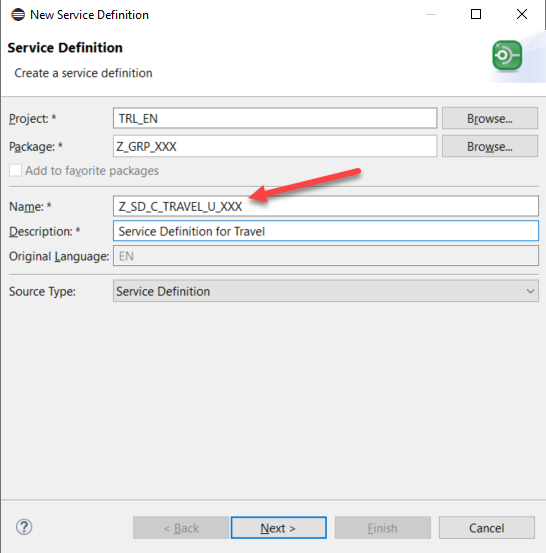 New Service Definition
Service Definition
Create a service definition
Project: * TRL_EN Browse...
Package: * Z_GRP_XXX Browse...
Add to favorite packages
Name: * Z_SD_C_TRAVEL_U_XXX
Description: * Service Definition for Travel
Original Language: EN
Source Type: Service Definition
? < Back Next > Finish Cancel